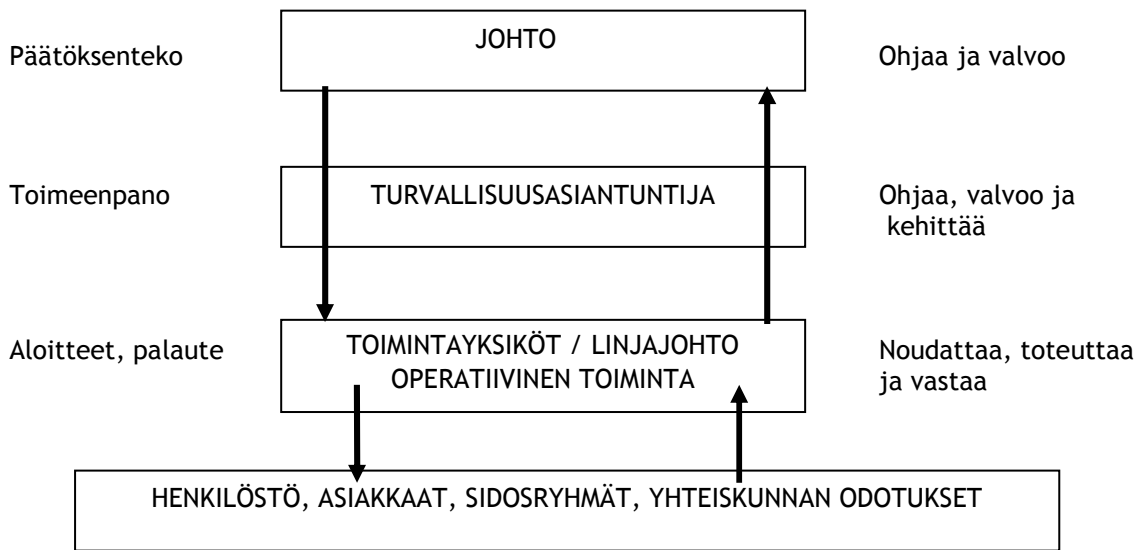 JOHTO
Päätöksenteko
Ohjaa ja valvoo
Toimeenpano
TURVALLISUUSASIANTUNTIJA
Ohjaa, valvoo ja
kehittää
Aloitteet, palaute
TOIMINTAYKSIKÖT / LINJAJOHTO
OPERATIIVINEN TOIMINTA
Noudattaa, toteuttaa
ja vastaa
HENKILÖSTÖ, ASIAKKAAT, SIDOSRYHMÄT, YHTEISKUNNAN ODOTUKSET